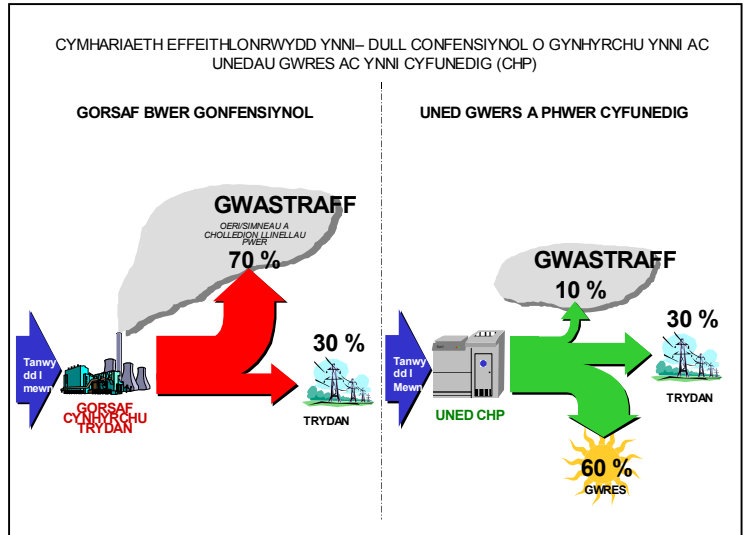 CYMHARIAETH EFFEITHLONRWYDD YNNI– DULL CONFENSIYNOL O GYNHYRCHU YNNI AC
UNEDAU GWRES AC YNNI CYFUNEDIG (CHP)
GORSAF BWER GONFENSIYNOL
GWASTRAFF
OERI/SIMNEAU A
CHOLLEDION LLINELLAU
PWER
70 %
30 %
Tanwy
dd I
mewn
GORSAF
CYNHYRCHU
TRYDAN
TRYDAN
UNED GWERS A PHWER CYFUNEDIG
GWASTRAFF
10 %
30 %
Tanwy
dd I
Mewn
UNED CHP
TRYDAN
60 %
GWRES